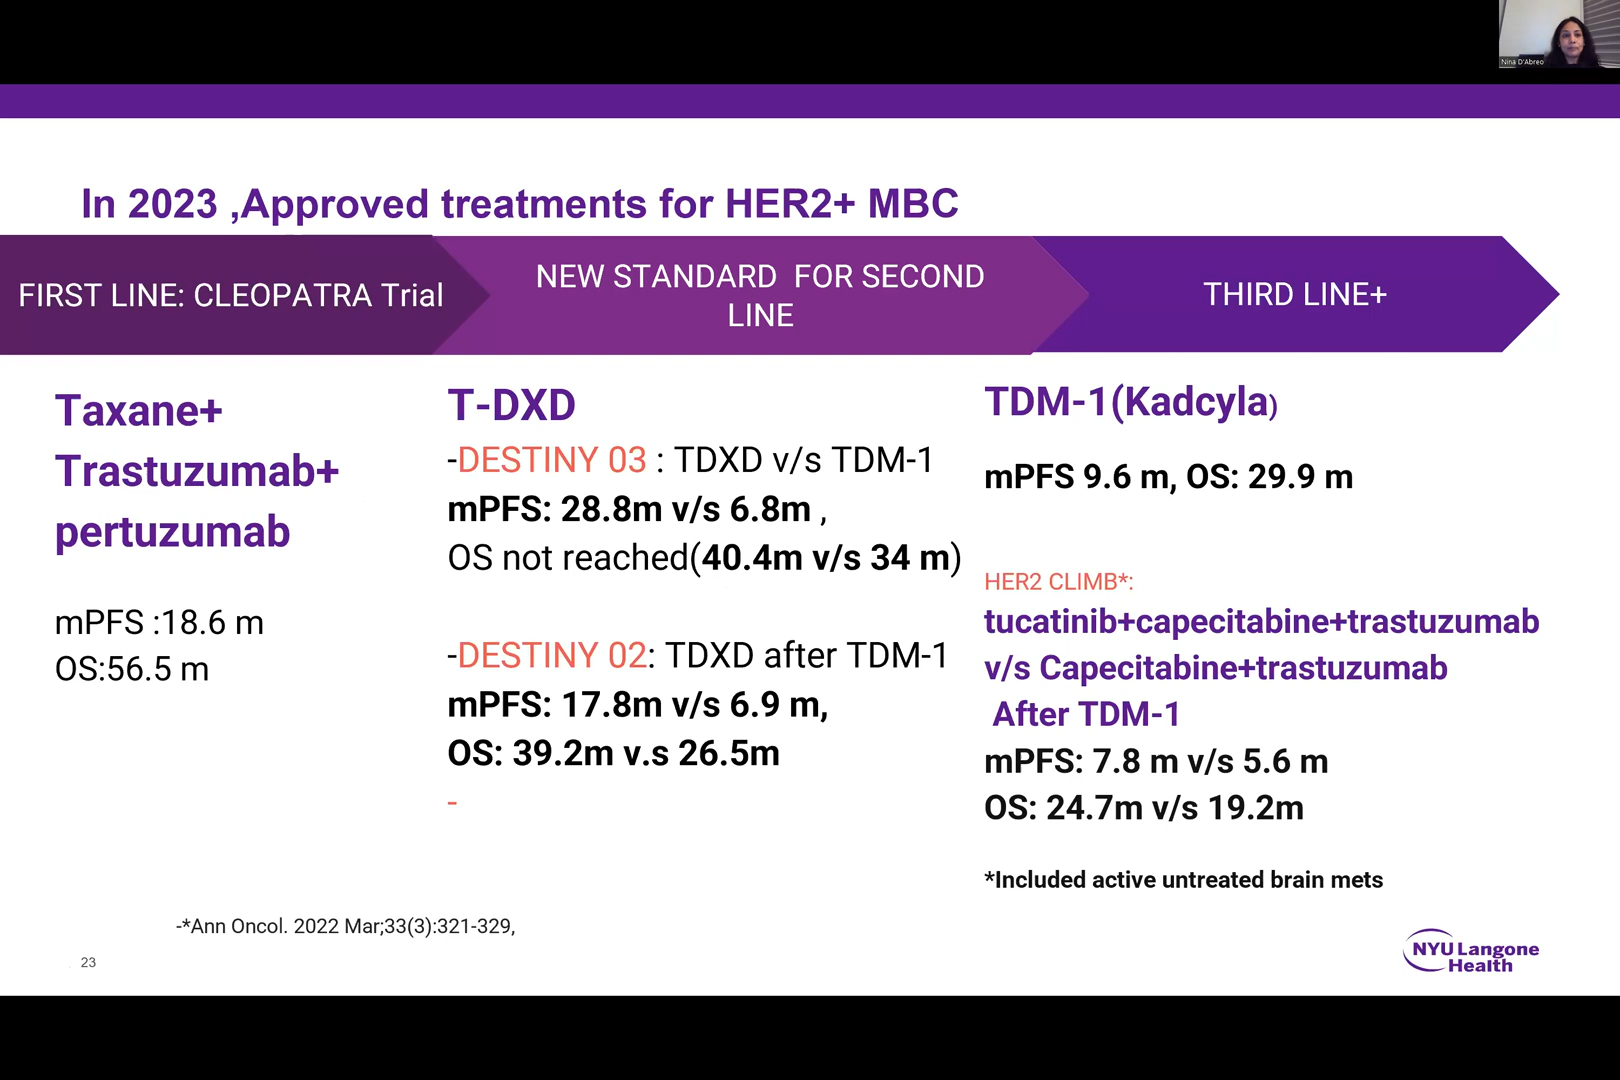 Nina D'Abreo
In 2023 ,Approved treatments for HER2+ MBC
FIRST LINE: CLEOPATRA Trial
NEW STANDARD FOR SECOND
LINE
THIRD LINE+
Taxane+
Trastuzumab+
pertuzumab
mPFS :18.6 m
OS:56.5 m
T-DXD
-DESTINY 03 : TDXD v/s TDM-1
mPFS: 28.8m v/s 6.8m ,
OS not reached(40.4m v/s 34 m)
-DESTINY 02: TDXD after TDM-1
mPFS: 17.8m v/s 6.9 m,
OS: 39.2m v.s 26.5m
-
TDM-1(Kadcyla)
mPFS 9.6 m, OS: 29.9 m
HER2 CLIMB*:
tucatinib+capecitabine+trastuzumab
v/s Capecitabine+trastuzumab
After TDM-1
mPFS: 7.8 m v/s 5.6 m
OS: 24.7m v/s 19.2m
*Included active untreated brain mets
-*Ann Oncol. 2022 Mar;33(3):321-329,
23
NYU Langone
Health